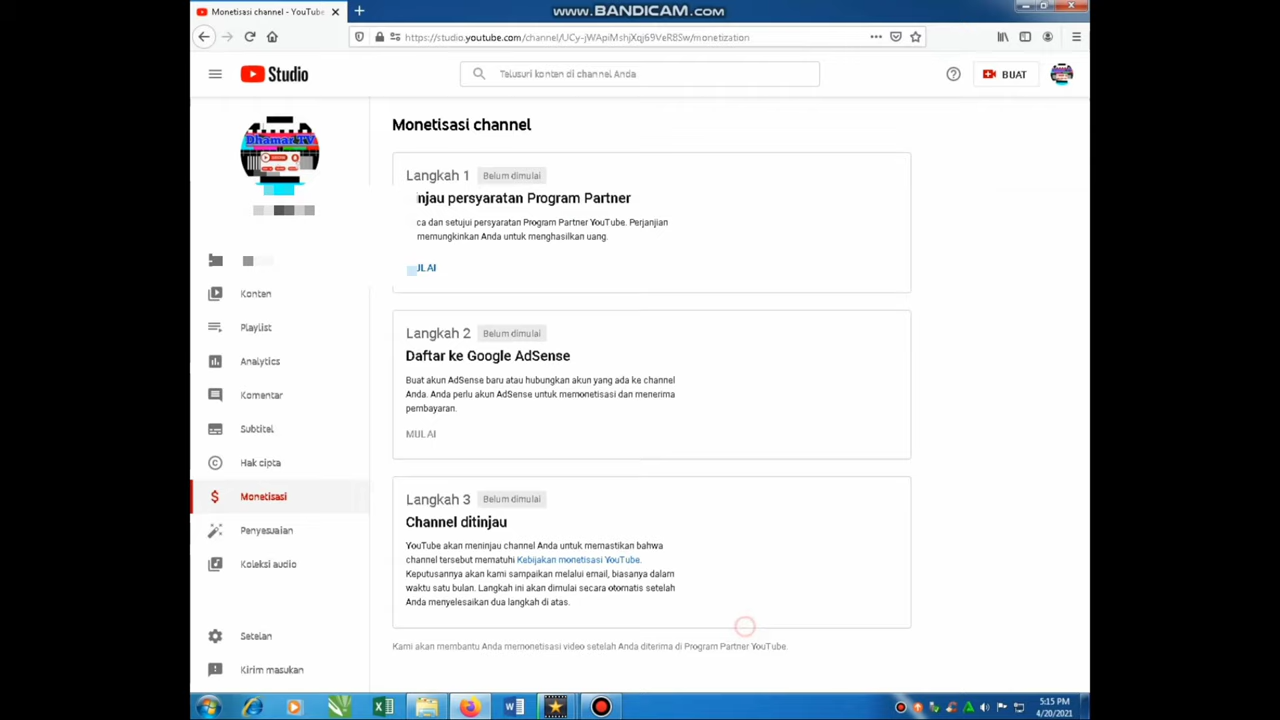 www.BANDICAM.com
Monetisasi channel - YouTube
https://studio.youtube.com/channel/UCy-jWApiMshjXqj69VeRBSw/monetization
Studio
Telusuri konten di channel Anda
BUAT
Dhamar TV
Monetisasi channel
Langkah 1 Belum dimulai
njau persyaratan Program Partner
ca dan setujui persyaratan Program Partner YouTube. Perjanjian
memungkinkan Anda untuk menghasilkan uang.
ULAI
Konten
Playlist
Analytics
Komentar
Subtitel
Hak cipta
Monetisasi
Penyesuaian
Koleksi audio
Setelan
Kirim masukan
Langkah 2 Belum dimulai
Daftar ke Google AdSense
Buat akun AdSense baru atau hubungkan akun yang ada ke channel
Anda. Anda perlu akun AdSense untuk memonetisasi dan menerima
pembayaran.
MULAI
Langkah 3 Belum dimulai
Channel ditinjau
YouTube akan meninjau channel Anda untuk memastikan bahwa
channel tersebut mematuhi Kebijakan monetisasi YouTube.
Keputusannya akan kami sampaikan melalui email, biasanya dalam
waktu satu bulan. Langkah ini akan dimulai secara otomatis setelah
Anda menyelesaikan dua langkah di atas.
Kami akan membantu Anda memonetisasi video setelah Anda diterima di Program Partner YouTube.
5:15 PM
4/20/2021